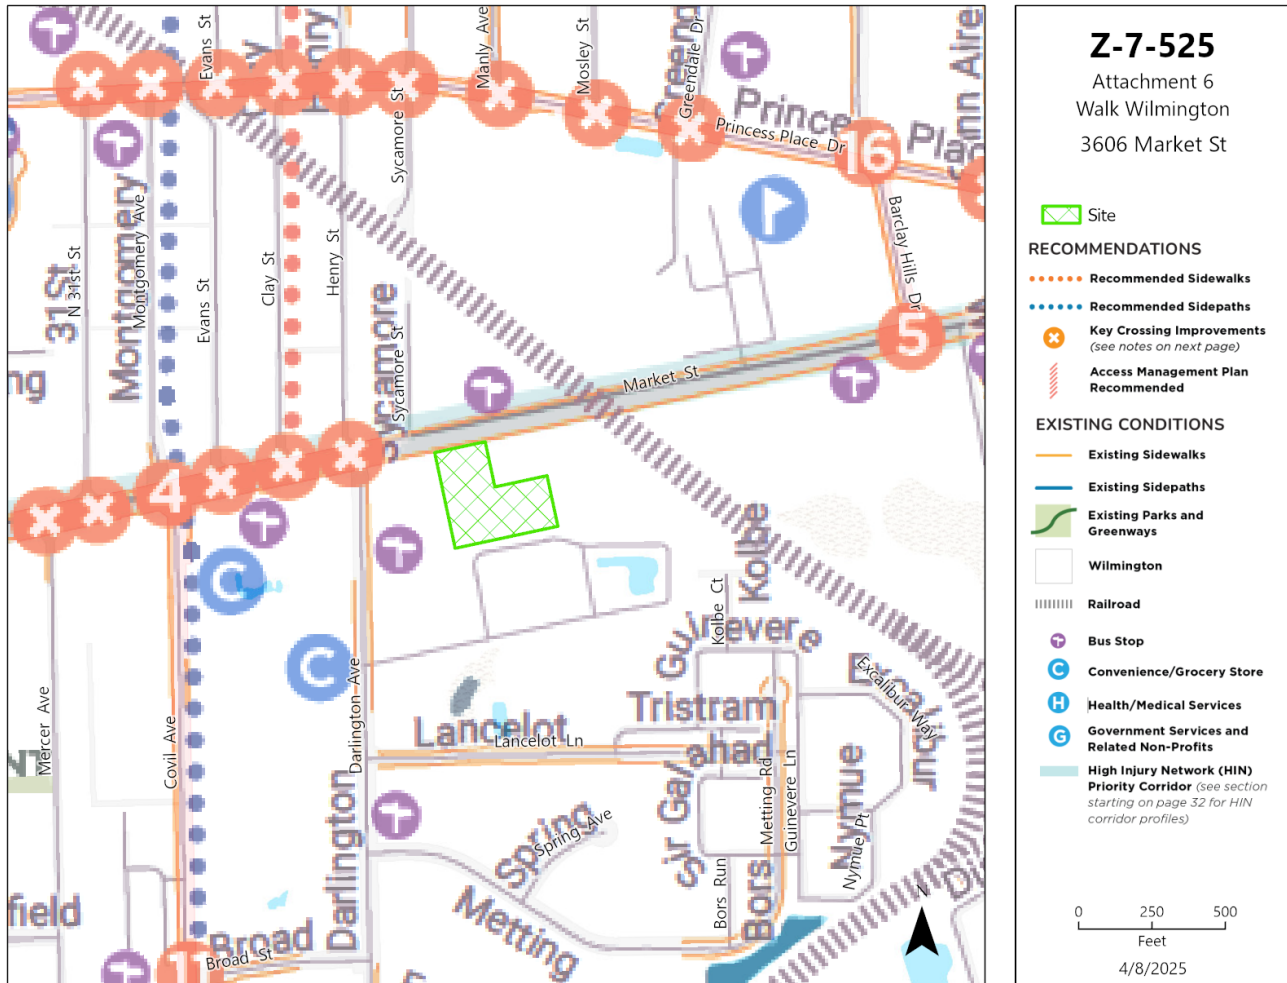 Z-7-525
Attachment 6
Walk Wilmington
3606 Market St
Site
RECOMMENDATIONS
Recommended Sidewalks
Recommended Sidepaths
Key Crossing Improvements
(see notes on next page)
Access Management Plan
Recommended
EXISTING CONDITIONS
Existing Sidewalks
Existing Sidepaths
Existing Parks and
Greenways
Wilmington
Railroad
Bus Stop
C
Convenience/Grocery Store
H
Health/Medical Services
G
Government Services and
Related Non-Profits
High Injury Network (HIN)
Priority Corridor (see section
starting on page 32 for HIN
corridor profiles)
0 250 500
Feet
4/8/2025
Evans St
Manly Ave
Mosley St
Greendale Dr
Prince
Princess Place Dr
16
Sycamore St
Barclay Hills Dr
31St
N 31st St
Montgomery
Montgomery Ave
Evans St
Clay St
Henry St
Sycamore
Sycamore St
Market St
5
4
C
C
Kolbe
Kolbe Ct
Guinevere
Excalibur
Excalibur Way
Tristram
Lancelot
Lancelot Ln
Mercer Ave
Covil Ave
Darlington Ave
Darlington
Sir Galahad
Metting Rd
Guinevere Ln
Nymue
Nymue Pt
Spring
Spring Ave
Bors Run
Bors
Metting
field
Broad
Broad St
N